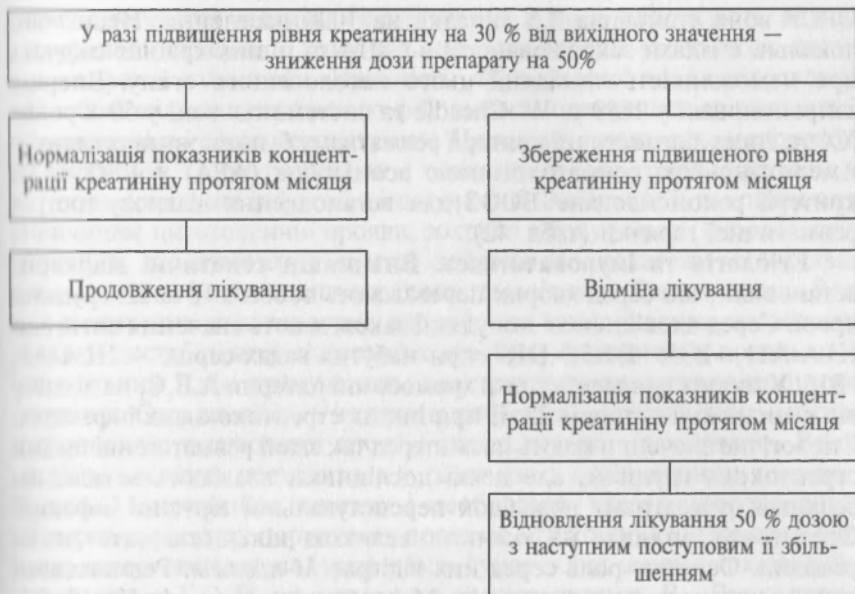 У разі підвищення рівня креатиніну на 30 % від вихідного значення —
зниження дози препарату на 50%
Нормалізація показників концент-
рації креатиніну протягом місяця
Збереження підвищеного рівня
креатиніну протягом місяця
Продовження лікування
Відміна лікування
Нормалізація показників концент-
рації креатиніну протягом місяця
Відновлення лікування 50 % дозою
з наступним поступовим її збіль-
шенням